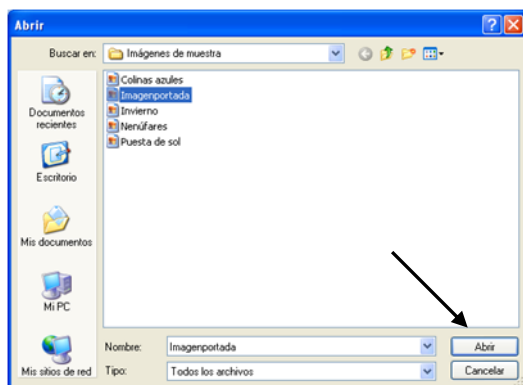 Abrir
Buscar en: Imágenes de muestra
Colinas azules
Imagenportada
Invierno
Nenúfares
Puesta de sol
Documentos
recientes
Escritorio
Mis documentos
Mi PC
Mis sitios de red
Nombre: Imagenportada Abrir
Tipo: Todos los archivos Cancelar